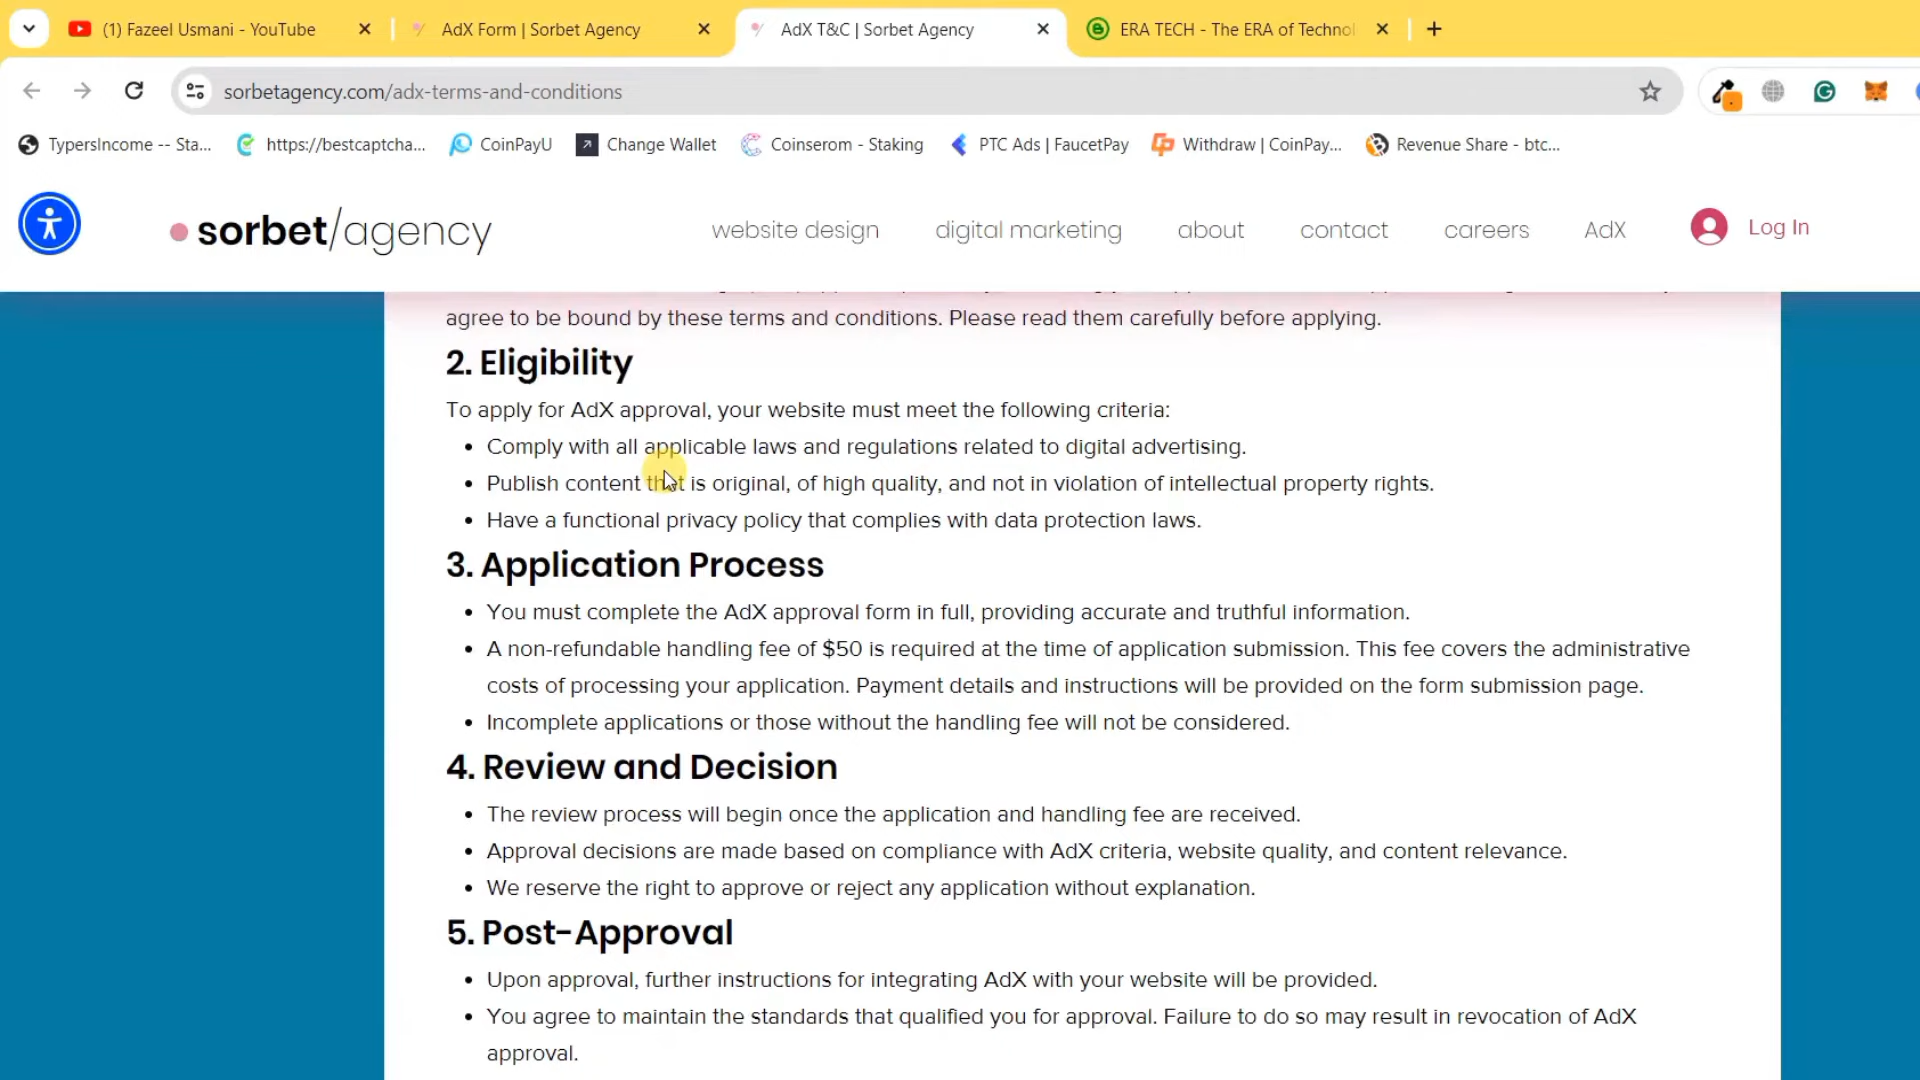 (1) Fazeel Usmani - YouTube
AdX Form | Sorbet Agency
AdX T&C | Sorbet Agency
ERA TECH - The ERA of Technol
sorbetagency.com/adx-terms-and-conditions
TypersIncome -- Sta...
https://bestcaptcha...
CoinPayU
Change Wallet
Coinserom - Staking
PTC Ads | FaucetPay
Withdraw | CoinPay...
Revenue Share - btc...
sorbet/agency
website design
digital marketing
about
contact
careers
AdX
Log In
agree to be bound by these terms and conditions. Please read them carefully before applying.
2. Eligibility
To apply for AdX approval, your website must meet the following criteria:
• Comply with all applicable laws and regulations related to digital advertising.
• Publish content that is original, of high quality, and not in violation of intellectual property rights.
• Have a functional privacy policy that complies with data protection laws.
3. Application Process
• You must complete the AdX approval form in full, providing accurate and truthful information.
• A non-refundable handling fee of $50 is required at the time of application submission. This fee covers the administrative
costs of processing your application. Payment details and instructions will be provided on the form submission page.
• Incomplete applications or those without the handling fee will not be considered.
4. Review and Decision
• The review process will begin once the application and handling fee are received.
• Approval decisions are made based on compliance with AdX criteria, website quality, and content relevance.
• We reserve the right to approve or reject any application without explanation.
5. Post-Approval
• Upon approval, further instructions for integrating AdX with your website will be provided.
• You agree to maintain the standards that qualified you for approval. Failure to do so may result in revocation of AdX
approval.